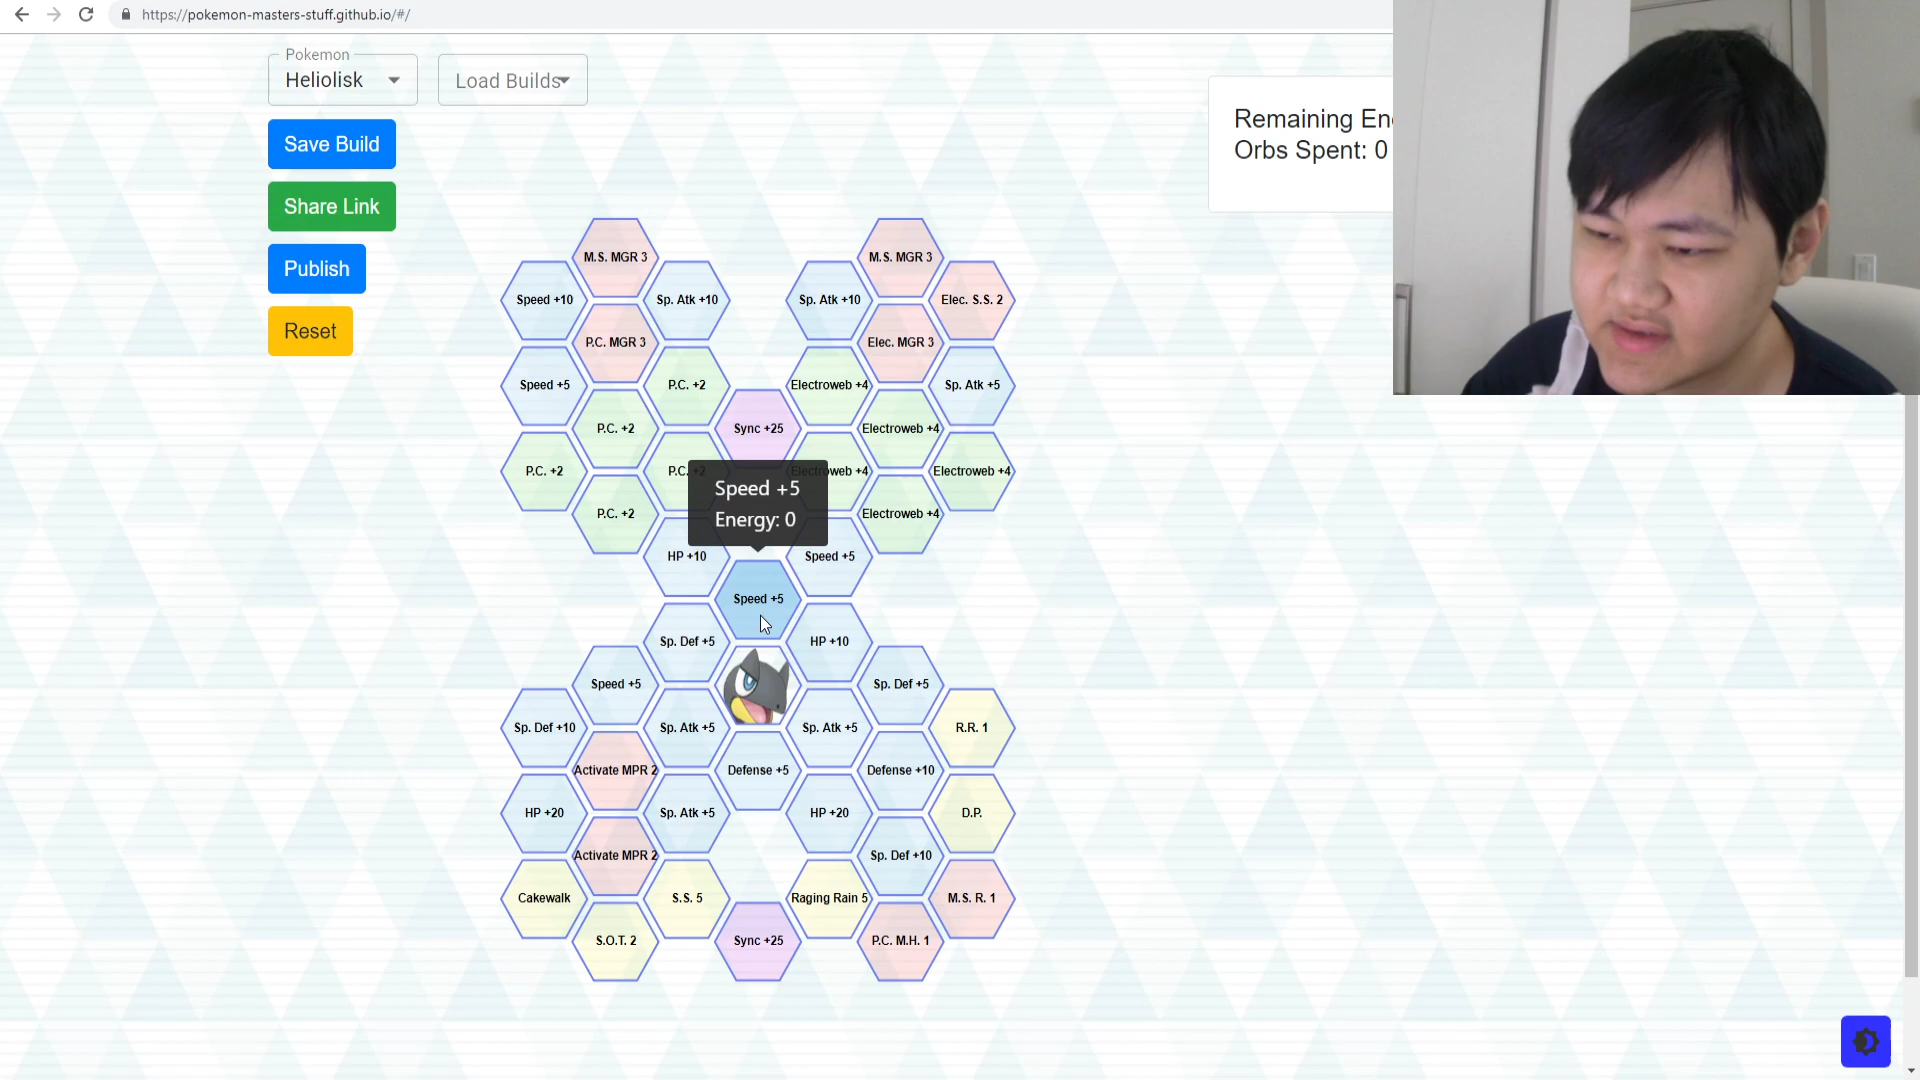 https://pokemon-masters-stuff.github.io/#/
Pokemon
Heliolisk
Load Builds
Save Build
Share Link
Publish
Reset
Orbs Spent: 0
Remaining
M.S. MGR 3
M.S. MGR 3
Speed +10
Sp. Atk +10
Sp. Atk +10
Elec. S.S. 2
P.C. MGR 3
Elec. MGR 3
Speed +5
P.C. +2
Electroweb +4
Sp. Atk +5
P.C. +2
Sync +25
Electroweb +4
P.C. +2
P.C. +2
Electroweb +4
Electroweb +4
Speed +5
Energy: 0
P.C. +2
Electroweb +4
HP +10
Speed +5
Speed +5
Sp. Def +5
HP +10
Speed +5
Sp. Def +5
Sp. Def +10
Sp. Atk +5
Sp. Atk +5
R.R. 1
Activate MPR 2
Defense +5
Defense +10
HP +20
Sp. Atk +5
HP +20
D.P.
Activate MPR 2
Sp. Def +10
Cakewalk
S.S. 5
Raging Rain 5
M.S. R. 1
S.O.T. 2
Sync +25
P.C. M.H. 1